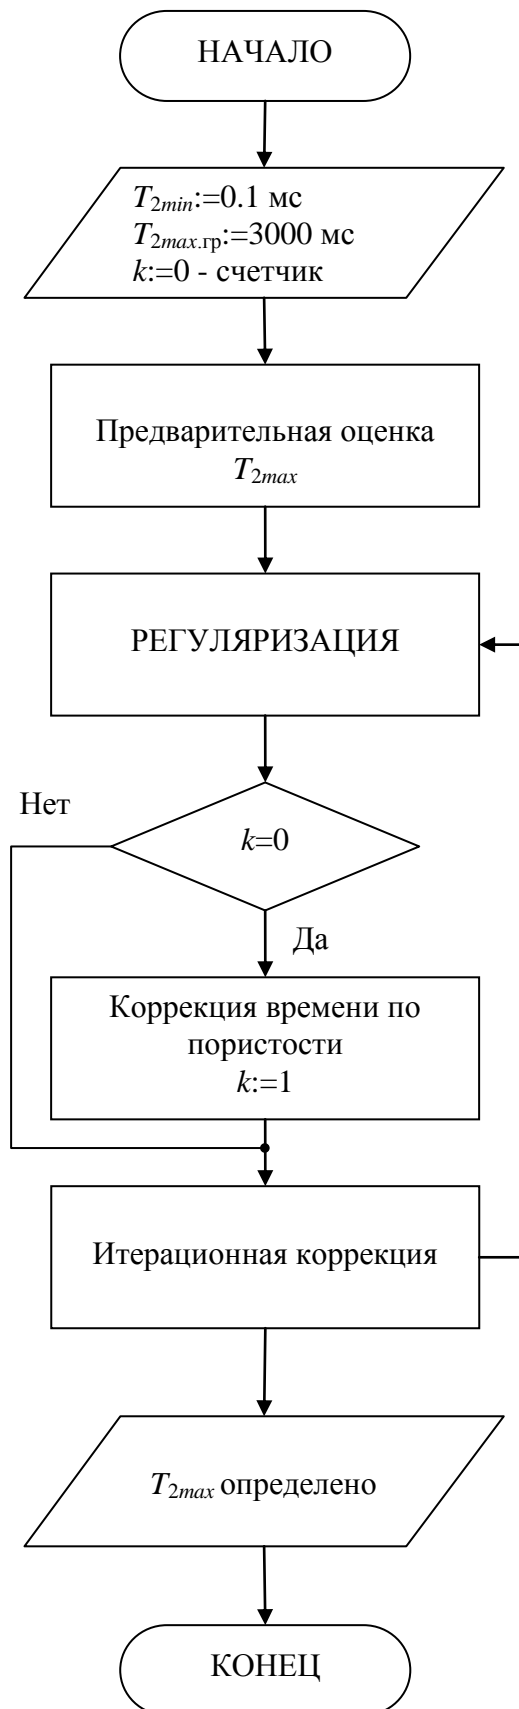 НАЧАЛО
T2min:=0.1 мс
T2max.гр:=3000 мс
k:=0 - счетчик
Предварительная оценка
T2max
РЕГУЛЯРИЗАЦИЯ
Нет
k=0
Да
Коррекция времени по
пористости
k:=1
Итерационная коррекция
T2max определено
КОНЕЦ